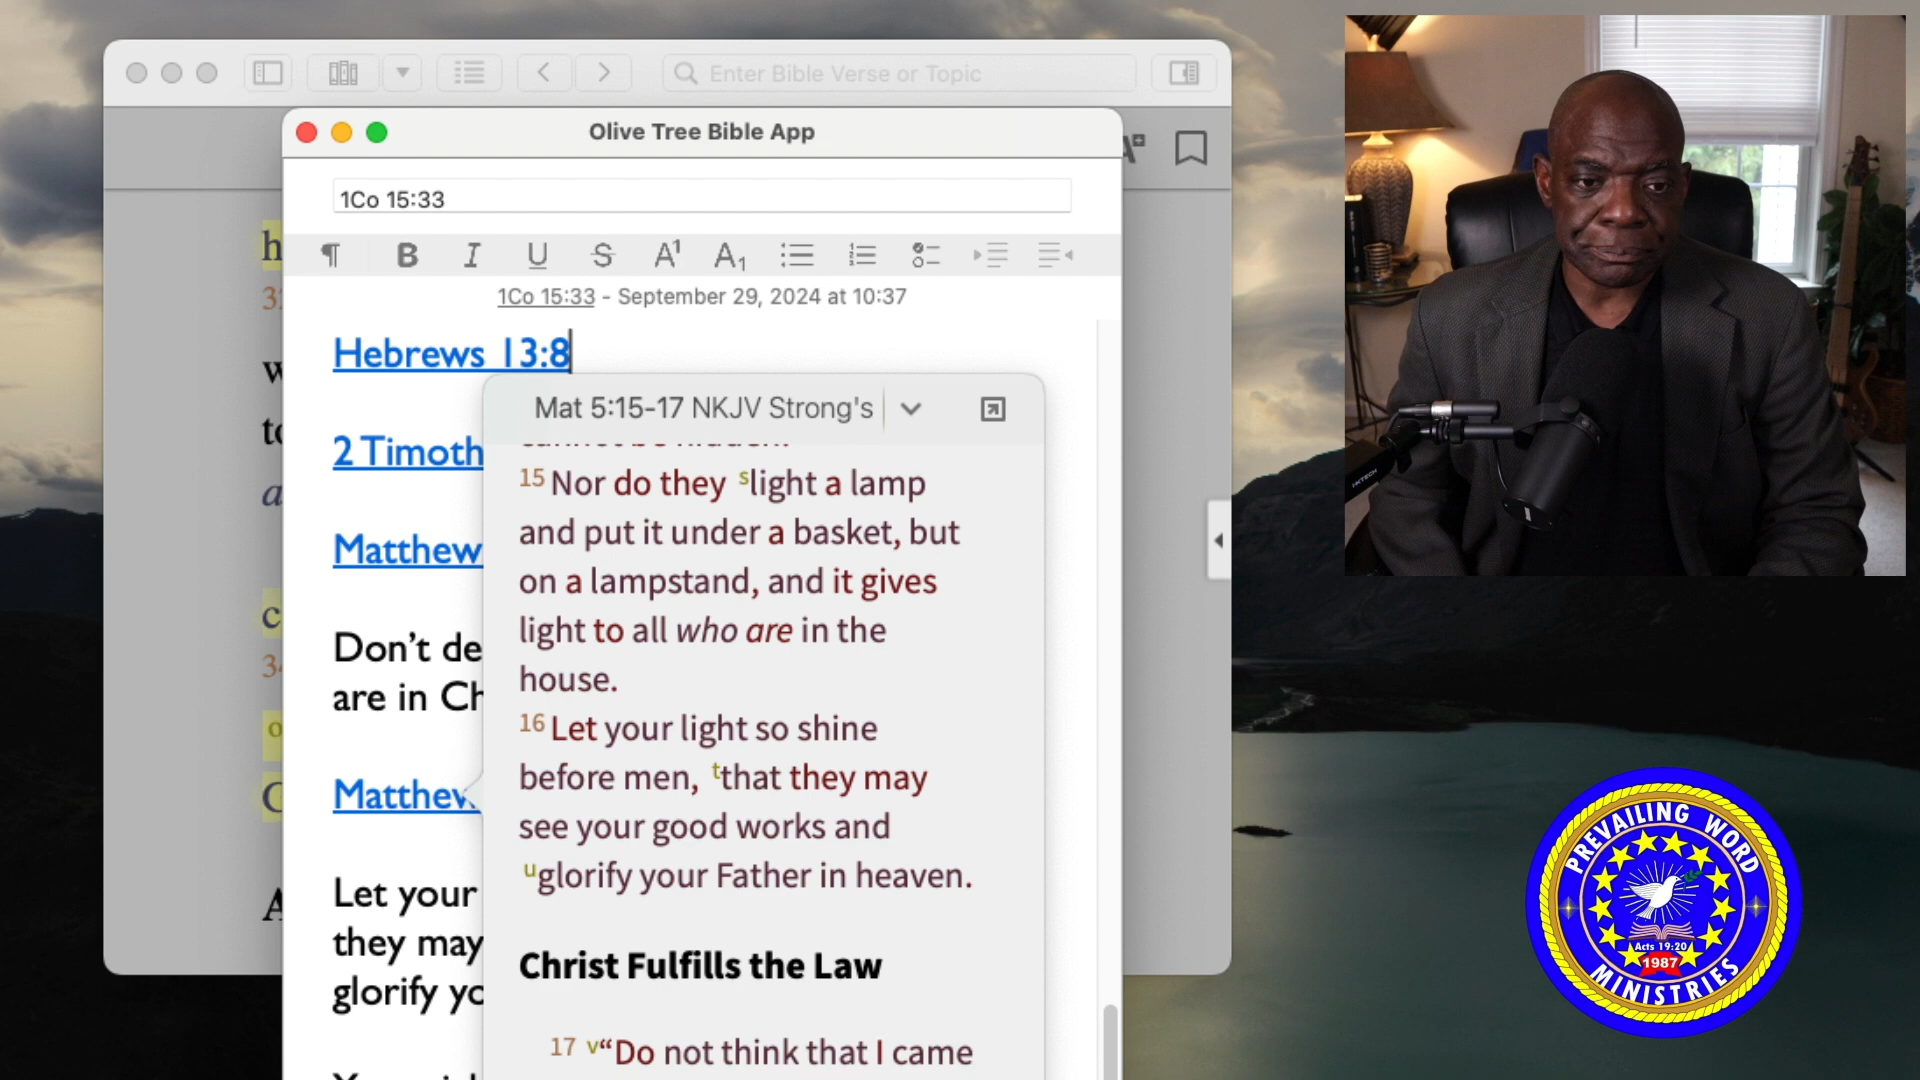 Enter Bible Verse or Topic
Olive Tree Bible App
1Co 15:33
1Co 15:33 - September 29, 2024 at 10:37
Hebrews 13:8
2 Timoth
Matthew
Don't de
are in Ch
Matthew
Let your
they may
glorify yo
Mat 5:15-17 NKJV Strong's
15 Nor do they slight a lamp
and put it under a basket, but
on a lampstand, and it gives
light to all who are in the
house.
16 Let your light so shine
before men, tthat they may
see your good works and
uglorify your Father in heaven.
Christ Fulfills the Law
17 v“Do not think that I came
PREVAILING WORD
Acts 19:20
1987
MINISTRIES